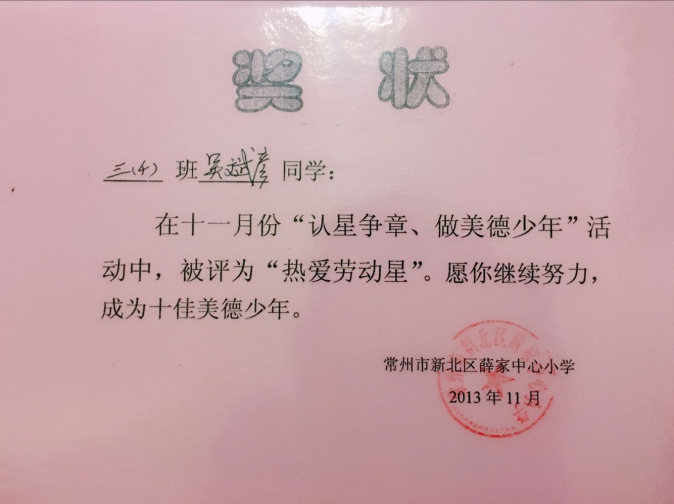 奖状
三(4)班吴斌彦同学：
在十一月份“认星争章、做美德少年”活
动中，被评为“热爱劳动星”。愿你继续努力，
成为十佳美德少年。
常州市新北区薛家中心小学
2013年11月